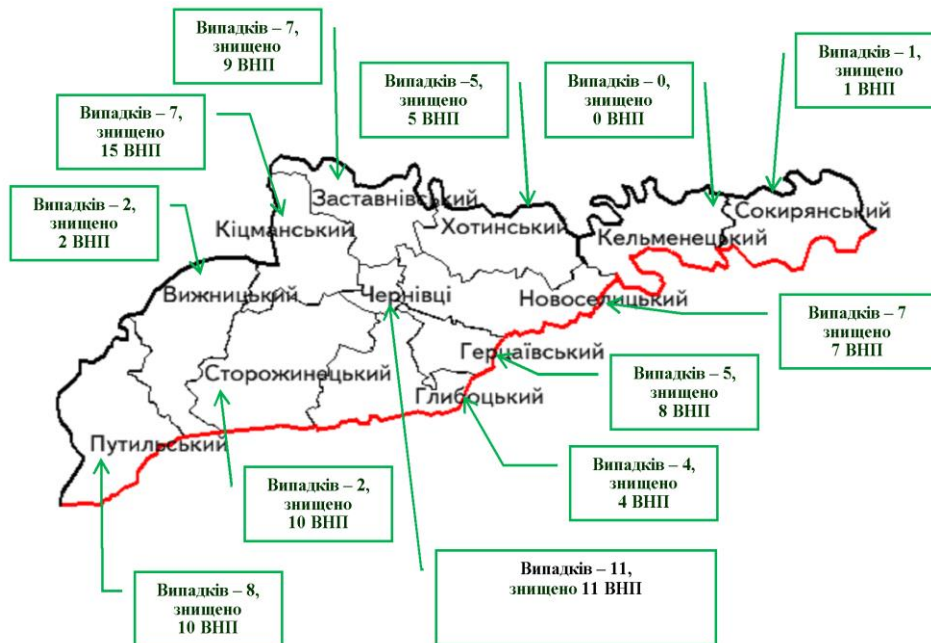 Випадків – 7,
знищено
9 ВНП
Випадків –5,
знищено
5 ВНП
Випадків –0,
знищено
0 ВНП
Випадків – 1,
знищено
1 ВНП
Випадків – 7,
знищено
15 ВНП
Випадків – 2,
знищено
2 ВНП
Заставнівський
Кіцманський
Хотинський
Кельменецький
Сокирянський
Вижницький
Чернівці
Новоселицький
Герцаївський
Сторожинецький
Глибоцький
Путильський
Випадків – 7
знищено
7 ВНП
Випадків – 5,
знищено
8 ВНП
Випадків – 4,
знищено
4 ВНП
Випадків – 2,
знищено
10 ВНП
Випадків – 11,
знищено 11 ВНП
Випадків – 8,
знищено
10 ВНП